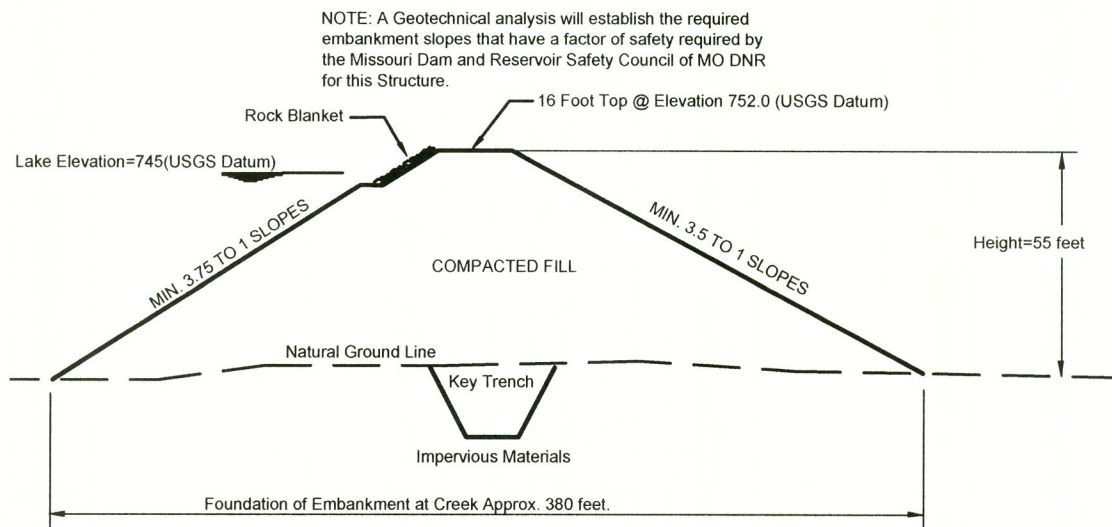 NOTE: A Geotechnical analysis will establish the required
embankment slopes that have a factor of safety required by
the Missouri Dam and Reservoir Safety Council of MO DNR
for this Structure.
16 Foot Top @ Elevation 752.0 (USGS Datum)
Rock Blanket
Lake Elevation=745(USGS Datum)
MIN. 3.75 TO 1 SLOPES
MIN. 3.5 TO 1 SLOPES
Height=55 feet
COMPACTED FILL
Natural Ground Line
Key Trench
Impervious Materials
Foundation of Embankment at Creek Approx. 380 feet.